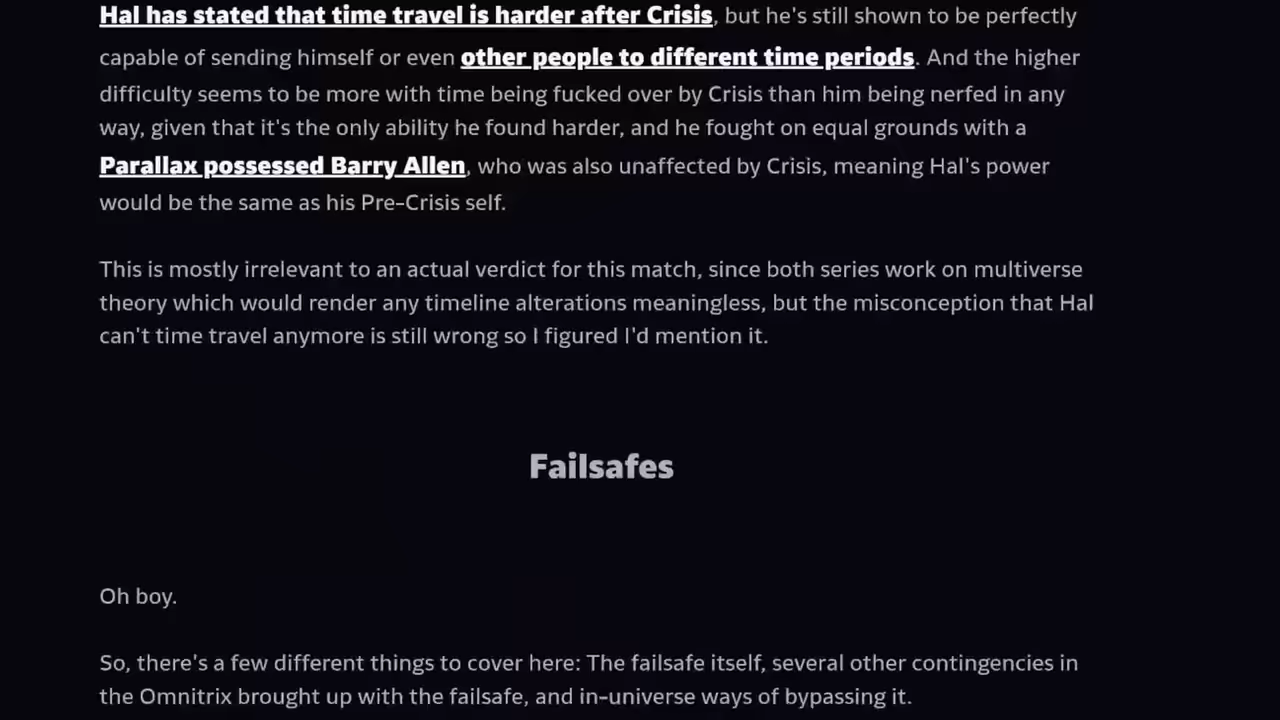 Hal has stated that time travel is harder after Crisis, but he's still shown to be perfectly
capable of sending himself or even other people to different time periods. And the higher
difficulty seems to be more with time being fucked over by Crisis than him being nerfed in any
way, given that it's the only ability he found harder, and he fought on equal grounds with a
Parallax possessed Barry Allen, who was also unaffected by Crisis, meaning Hal's power
would be the same as his Pre-Crisis self.
This is mostly irrelevant to an actual verdict for this match, since both series work on multiverse
theory which would render any timeline alterations meaningless, but the misconception that Hal
can't time travel anymore is still wrong so I figured I'd mention it.
Failsafes
Oh boy.
So, there's a few different things to cover here: The failsafe itself, several other contingencies in
the Omnitrix brought up with the failsafe, and in-universe ways of bypassing it.